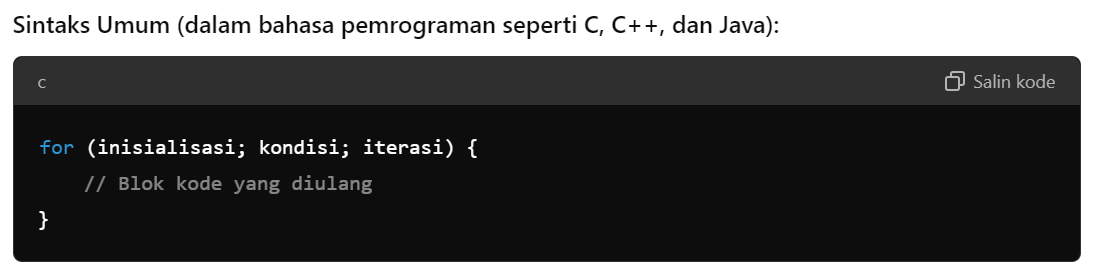 Sintaks Umum (dalam bahasa pemrograman seperti C, C++, dan Java):
c
Salin kode
for (inisialisasi; kondisi; iterasi) {
    // Blok kode yang diulang
}